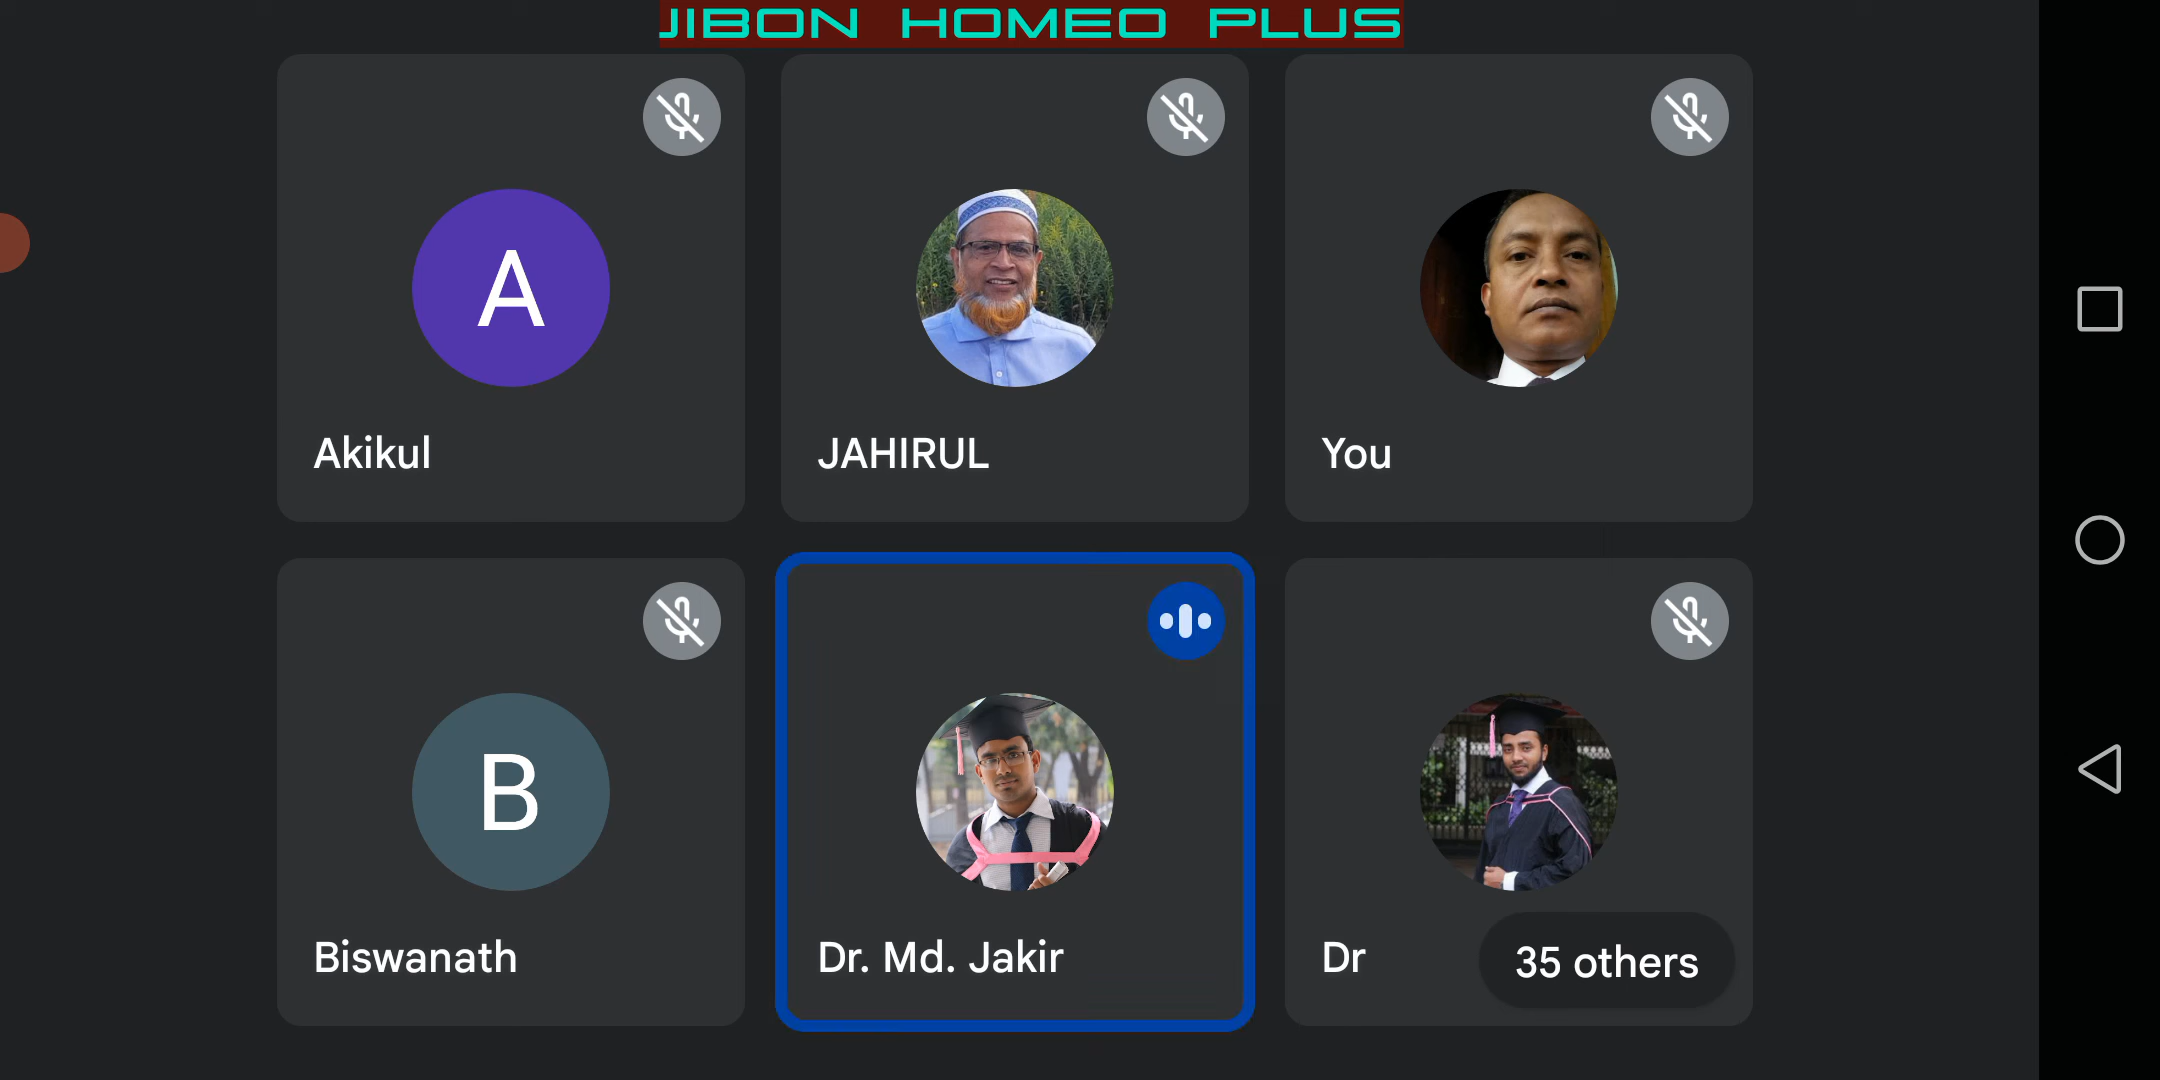 JIBON HOMEO PLUS
A
Akikul
JAHIRUL
You
B
Biswanath
Dr. Md. Jakir
Dr
35 others